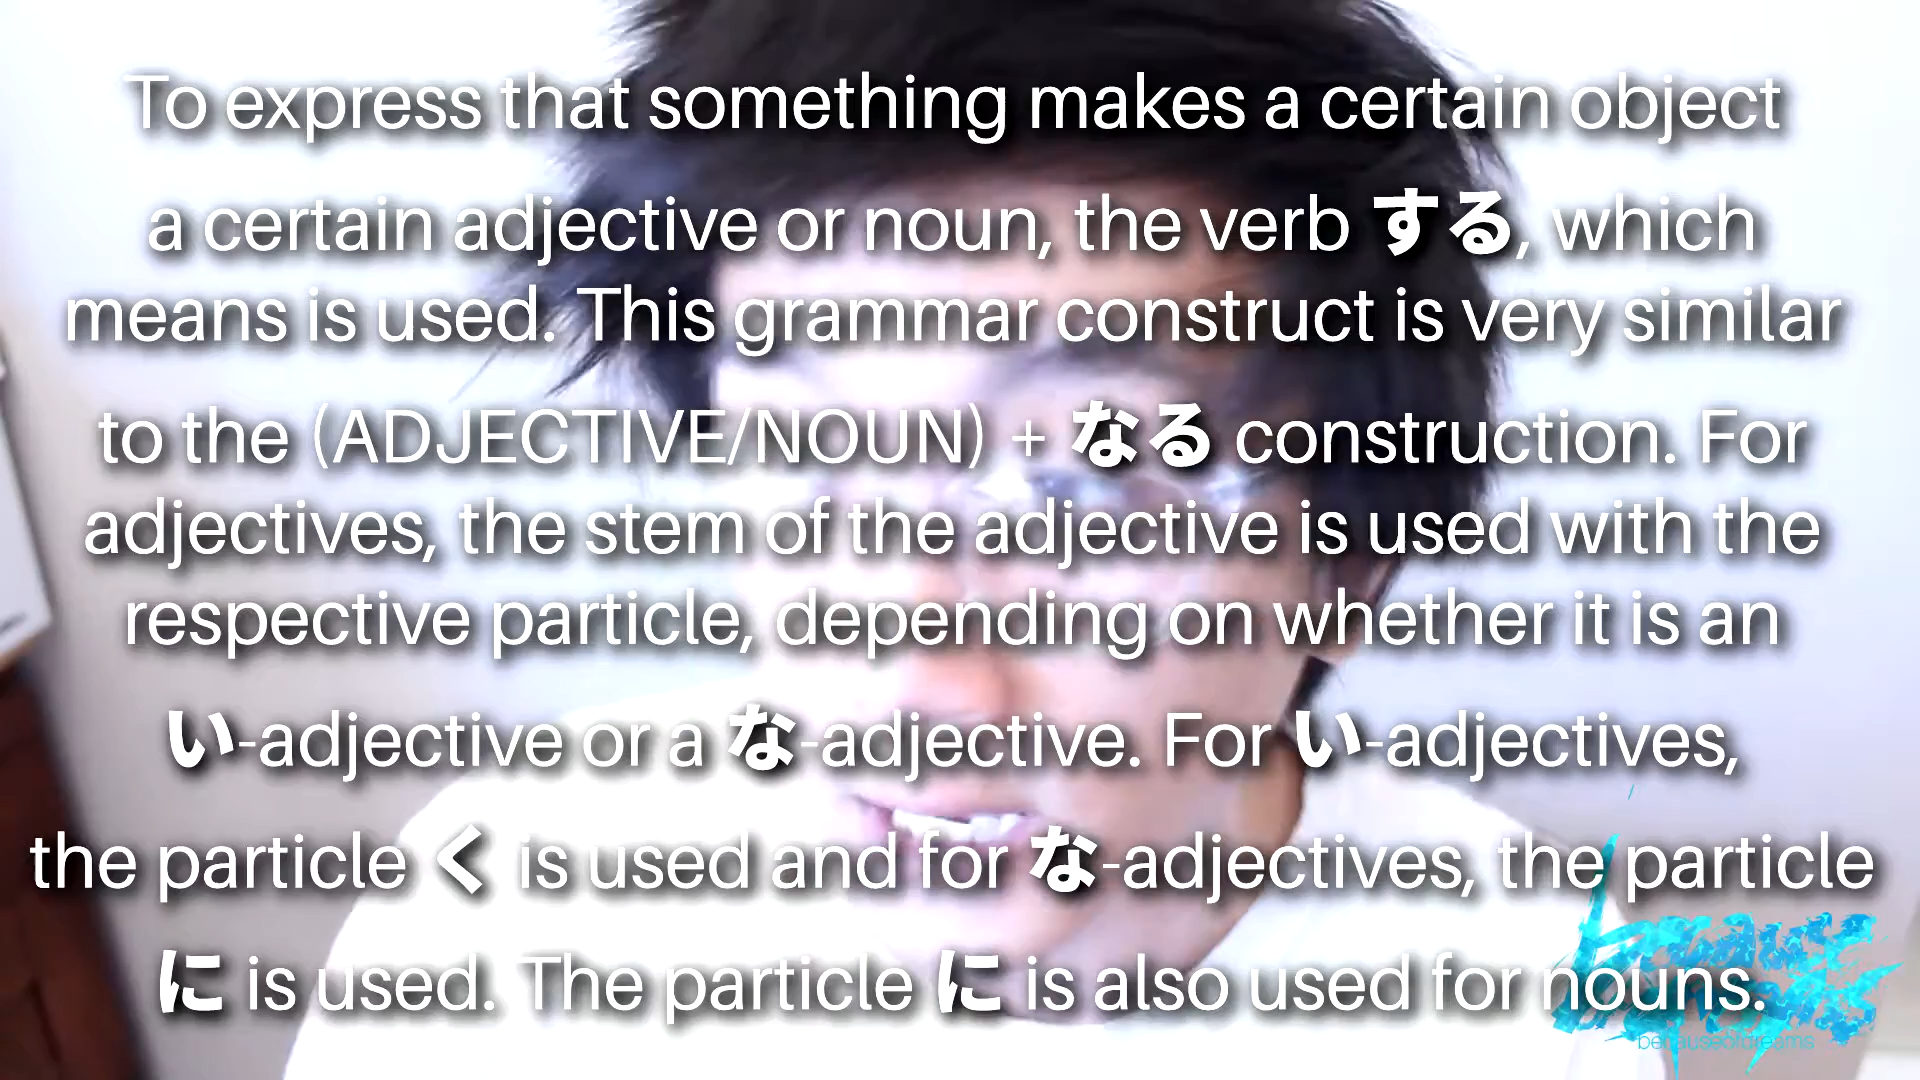 To express that something makes a certain object
a certain adjective or noun, the verb する, which
means is used. This grammar construct is very similar
to the (ADJECTIVE/NOUN) + なる construction. For
adjectives, the stem of the adjective is used with the
respective particle, depending on whether it is an
い-adjective or a な-adjective. For い-adjectives,
the particle く is used and for な-adjectives, the particle
に is used. The particle に is also used for nouns.
becauseofdreams